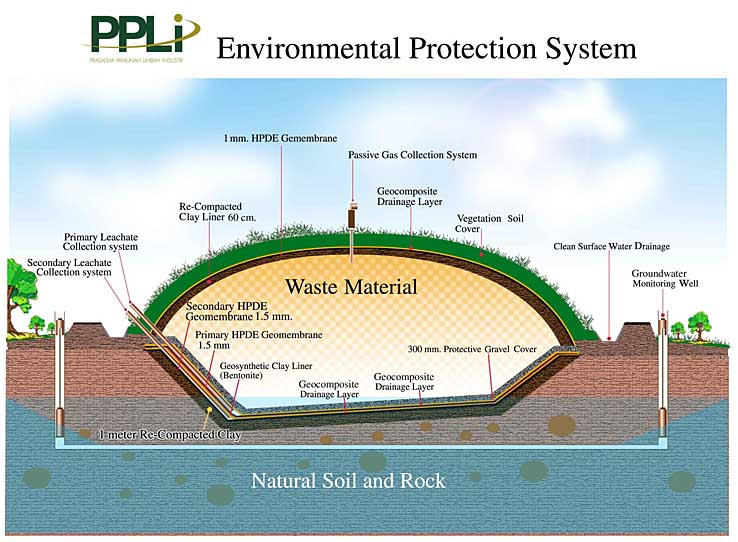 PPLi
PRASADHA PAMUNAH LIMBAH INDUSTRI
Environmental Protection System
1 mm. HPDE Gemembrane
Passive Gas Collection System
Re-Compacted
Clay Liner 60 cm.
Geocomposite
Drainage Layer
Vegetation Soil
Cover
Primary Leachate
Collection system
Clean Surface Water Drainage
Secondary Leachate
Collection system
Groundwater
Monitoring Well
Waste Material
Secondary HPDE
Geomembrane 1.5 mm.
Primary HPDE Geomembrane
1.5 mm
300 mm. Protective Gravel Cover
Geosynthetic Clay Liner
(Bentonite)
Geocomposite
Drainage Layer
Geocomposite
Drainage Layer
1 meter Re-Compacted Clay
Natural Soil and Rock